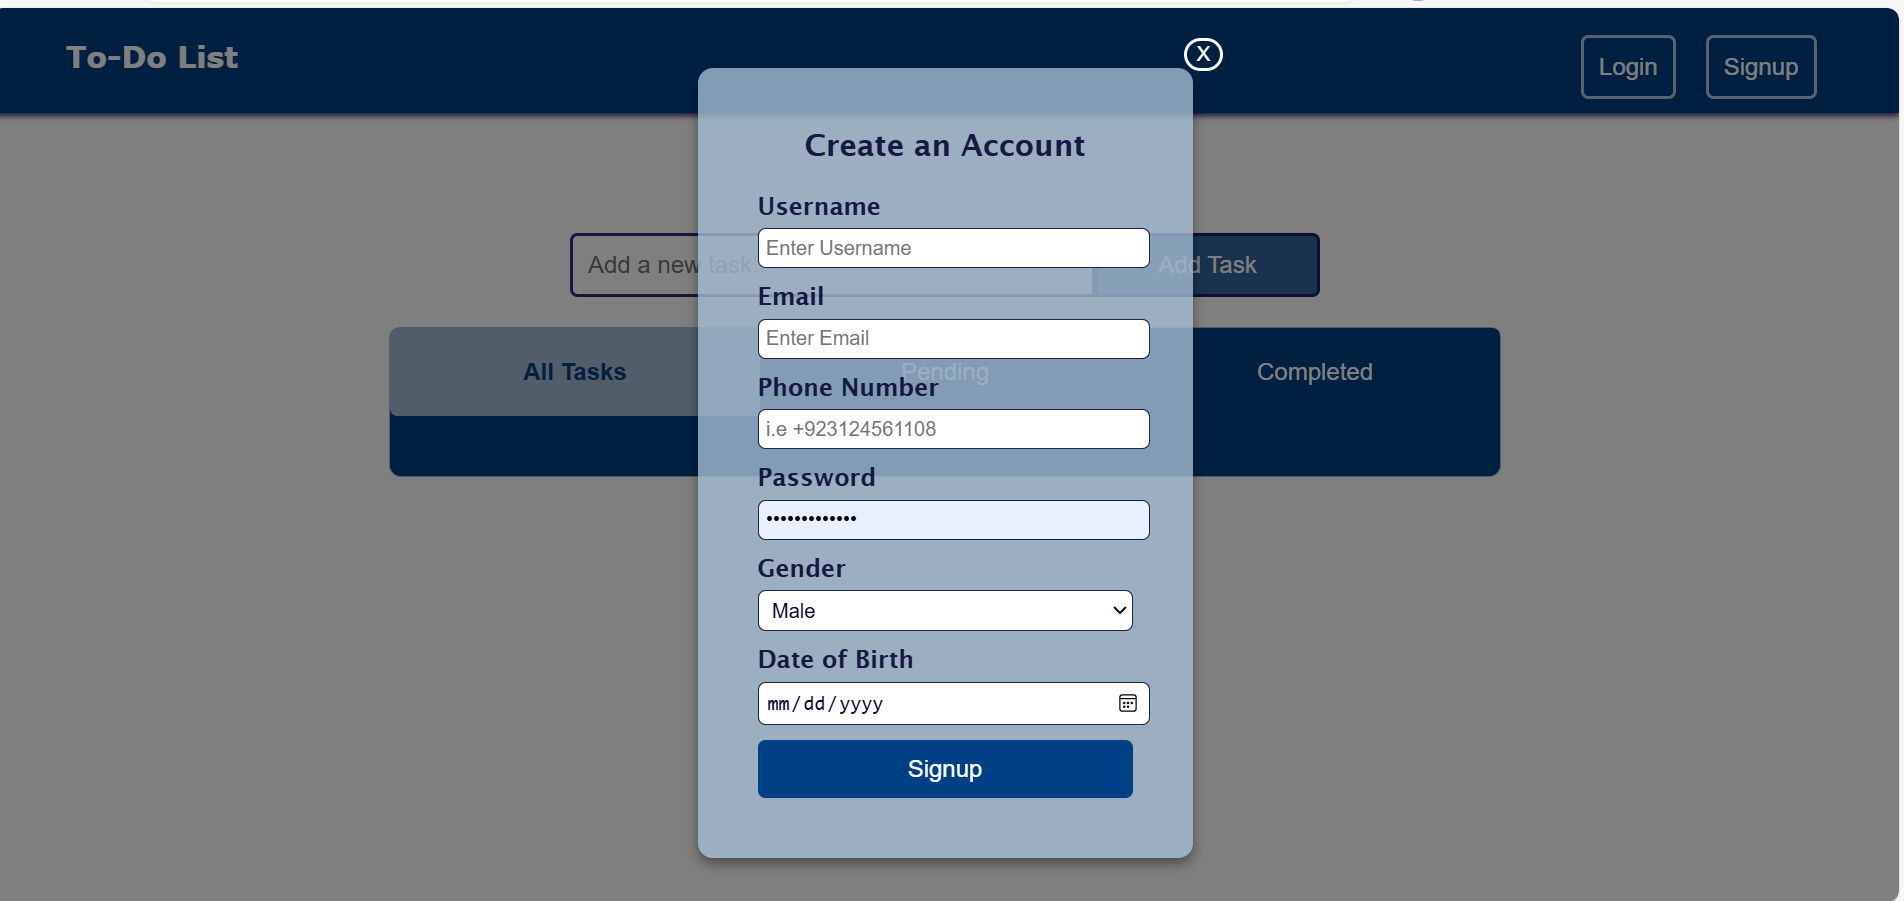 To-Do List
Login
Signup
X
Create an Account
Username
Enter Username
Add a new task...
Add Task
Email
Enter Email
All Tasks
Pending
Completed
Phone Number
i.e +923124561108
Password
•••••••••••••
Gender
Male
Date of Birth
mm/dd/yyyy
Signup